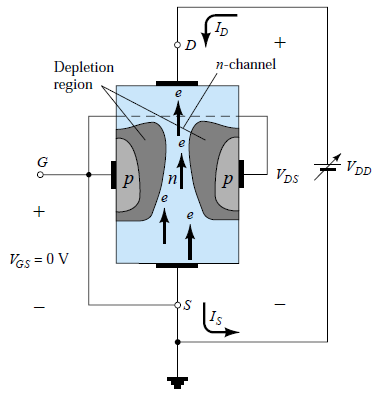 I_D
D
+
Depletion
region
n-channel
e
e
G
p
n
p
V_DS
V_DD
+
e
e
V_GS = 0 V
–
S
I_S
–